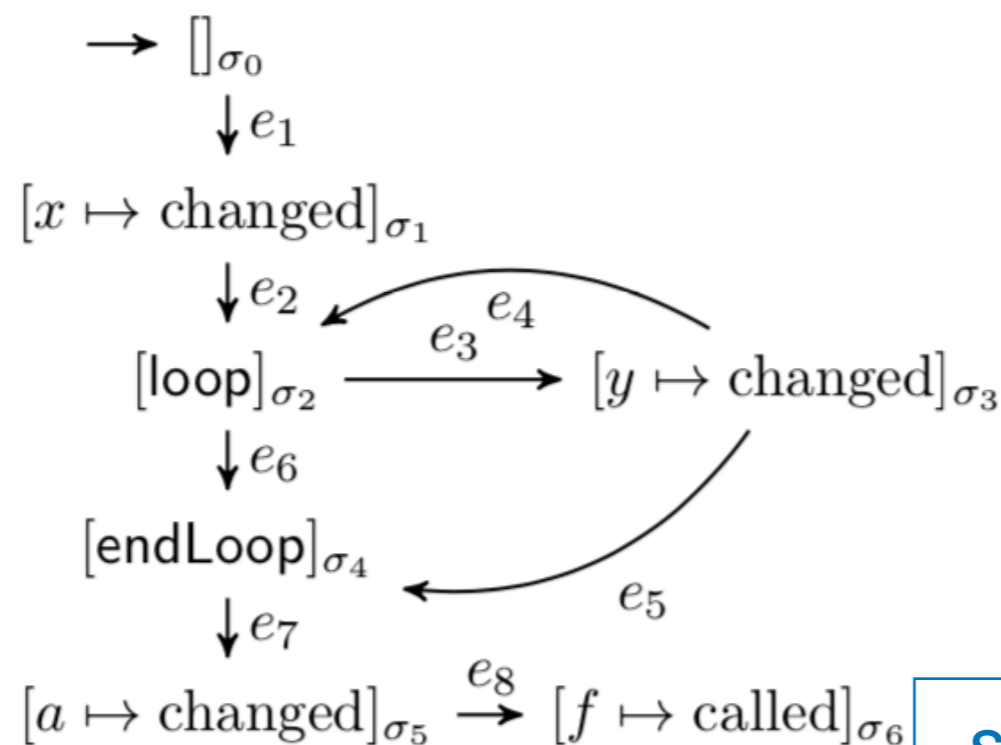 → []σ₀
↓ e₁
[x ↦ changed]σ₁
↓ e₂
e₄
e₃
[loop]σ₂ → [y ↦ changed]σ₃
↓ e₆
[endLoop]σ₄
e₅
↓ e₇
e₈
[a ↦ changed]σ₅ → [f ↦ called]σ₆